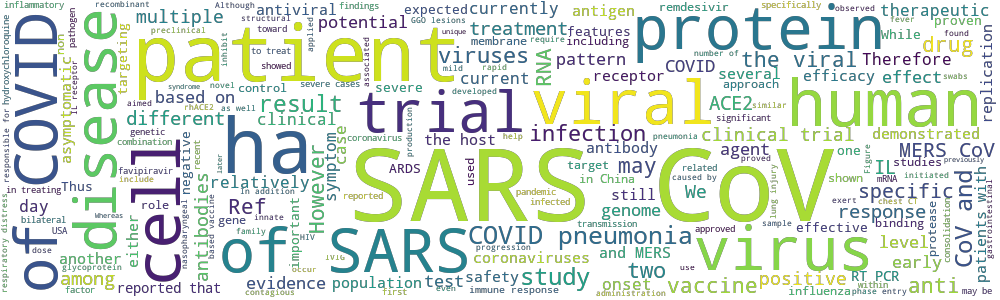 inflammatory
multiple
antiviral
Although
structural
toward
GGO lesions
recombinant
potential
findings
expected
currently
antigen
remdesivir
specifically
observed
therapeutic
pathogen
preclinical
to treat
showed
unique
applied
treatment
features
membrane
fever
found
proven
While
drug
the viral
Therefore
patient
protein
viruses
RNA
including
pattern
require
mild
rapid
developed
current
COVID
receptor
number of
several
approach
efficacy
effect
swabs
replication
of COVID
disease
responsible for hydroxychloroquine
asymptomatic
non
targeting
IL receptor
inhibit
syndrome
novel
control
severe cases
severe
associated
based on
rhACE2
as well
aimed
genetic
combination
different
clinical
result
trial
viral
ACE2
similar
significant
human
cell
ha
However
symptom
case
coronavirus
the host
ARDS
used
production
help
infection
pneumonia
clinical trial
demonstrated
antibody
agent
proved
one
Figure
MERS CoV
studies
previously
favipiravir
include
negative
recent
relatively
in addition
later
reported
target
in China
may
related
caused by
lung injury
shown
IL
mRNA
initiated
Thus
in treating
day
role
Ref
gene
innate
important
antibodies
nasopharyngeal
based vaccine
SARS CoV
pandemic
infected
still
We
genome
exert
chest CT
specific
response
binding
protease
consolidation
gastrointestinal
patients with
CoV and
respiratory distress
bilateral
USA
Whereas
another
either
of
family
HIV
SARS
COVID pneumonia
transmission
approved
sample
effective
virus
dose
glycoprotein
among
factor
occur
IVIG
progression
coronaviruses
and MERS
two
onset
use
level
early
reported that
evidence
population
safety
study
vaccine
positive
RT PCR
within
anti
contagious
first
test
even
immune response
administration
influenza
phase
entry
may be